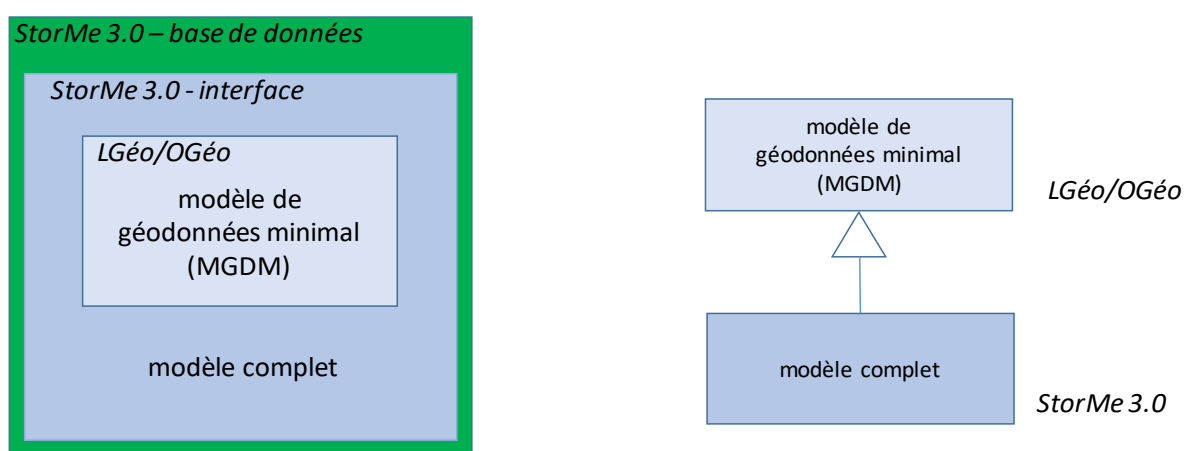 StorMe 3.0 – base de données
StorMe 3.0 - interface
LGéo/OGéo
modèle de
géodonnées minimal
(MGDM)
modèle complet
modèle de
géodonnées minimal
(MGDM)
LGéo/OGéo
modèle complet
StorMe 3.0